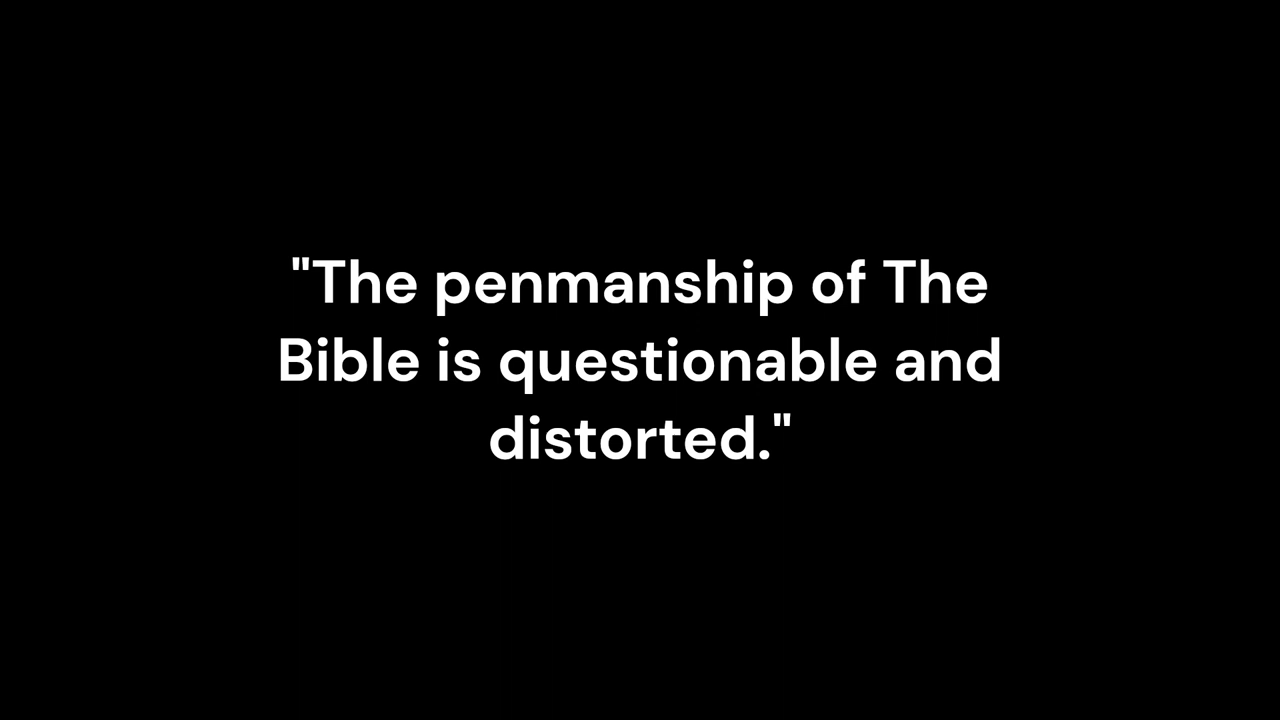 "The penmanship of The
Bible is questionable and
distorted."